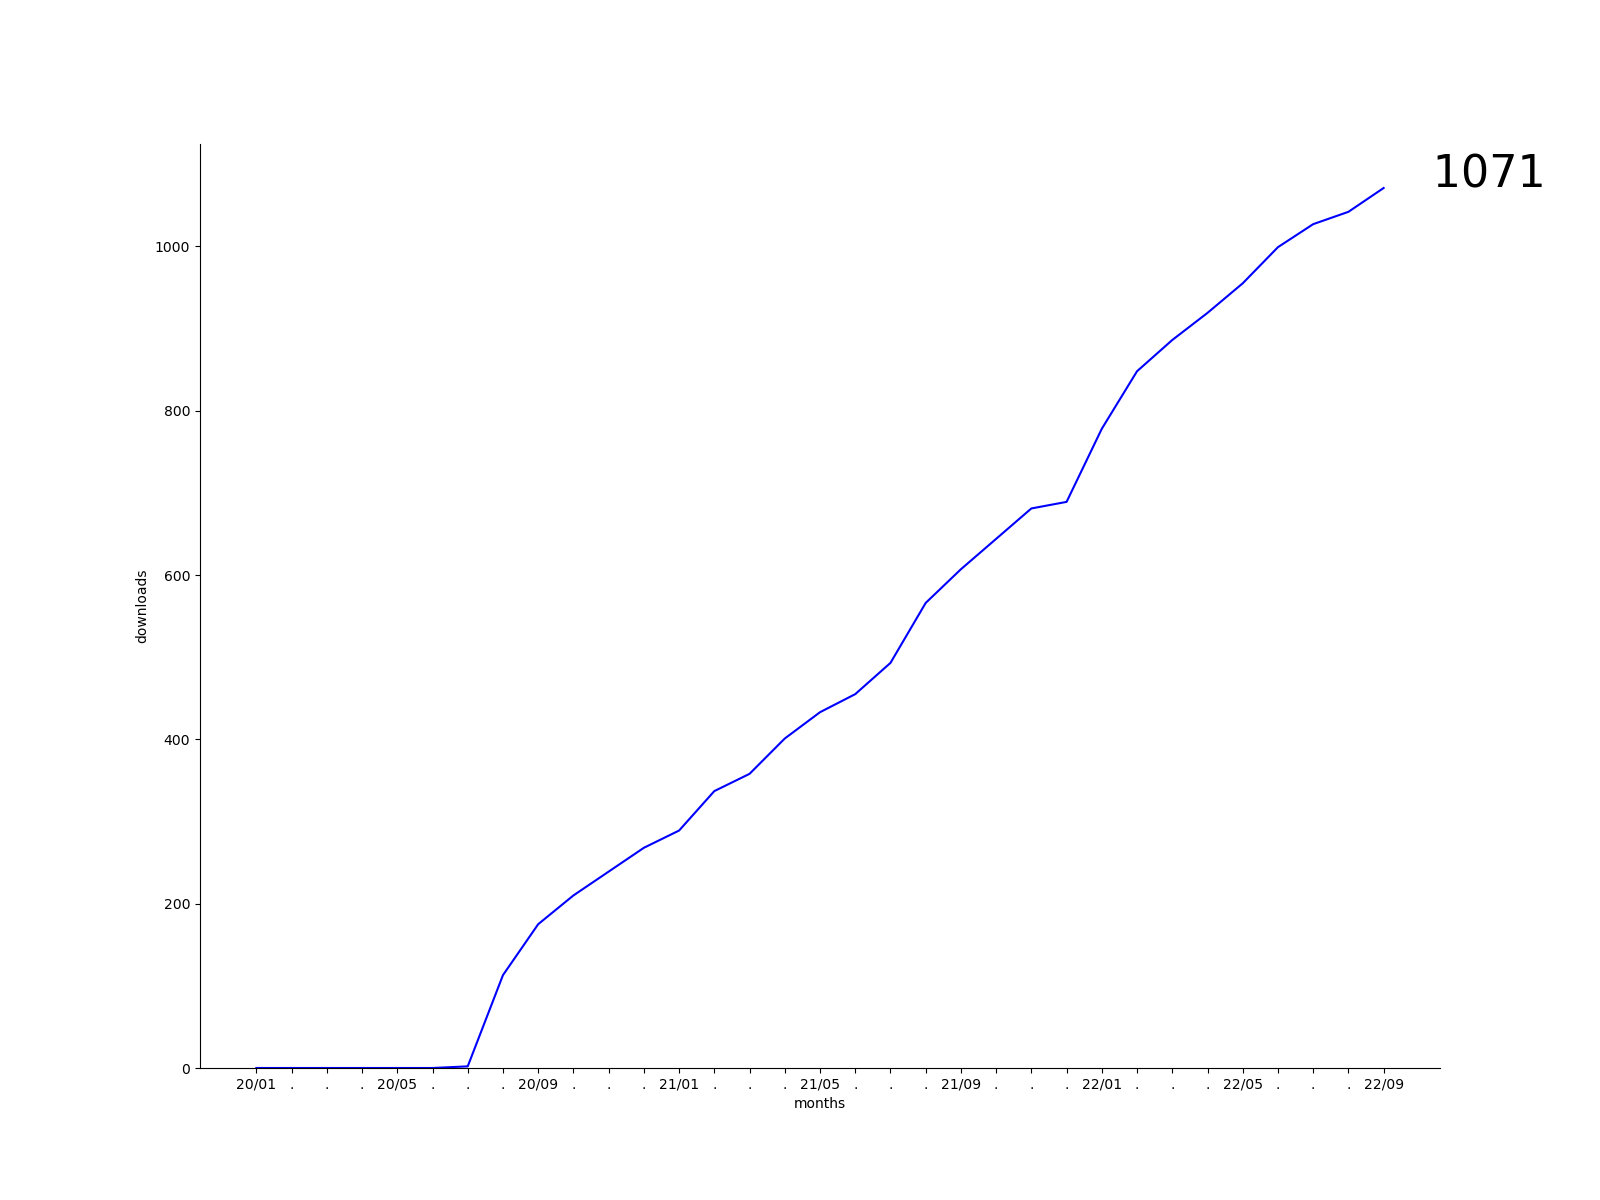 1071
1000
800
600
400
200
0
downloads
20/01 . . . 20/05 . . . 20/09 . . . 21/01 . . . 21/05 . . . 21/09 . . . 22/01 . . . 22/05 . . . 22/09
months